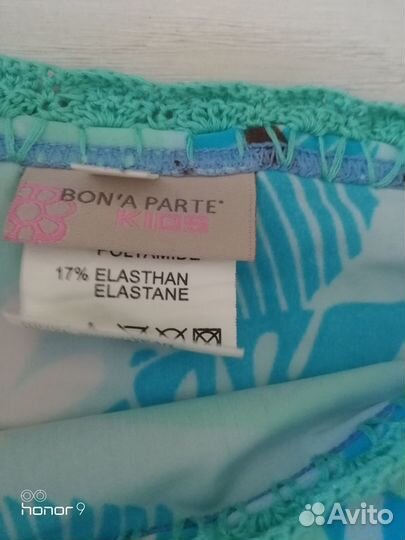 BON'A PARTE
KIDS
POLYAMIDE
17% ELASTHAN
ELASTANE
honor 9
Avito